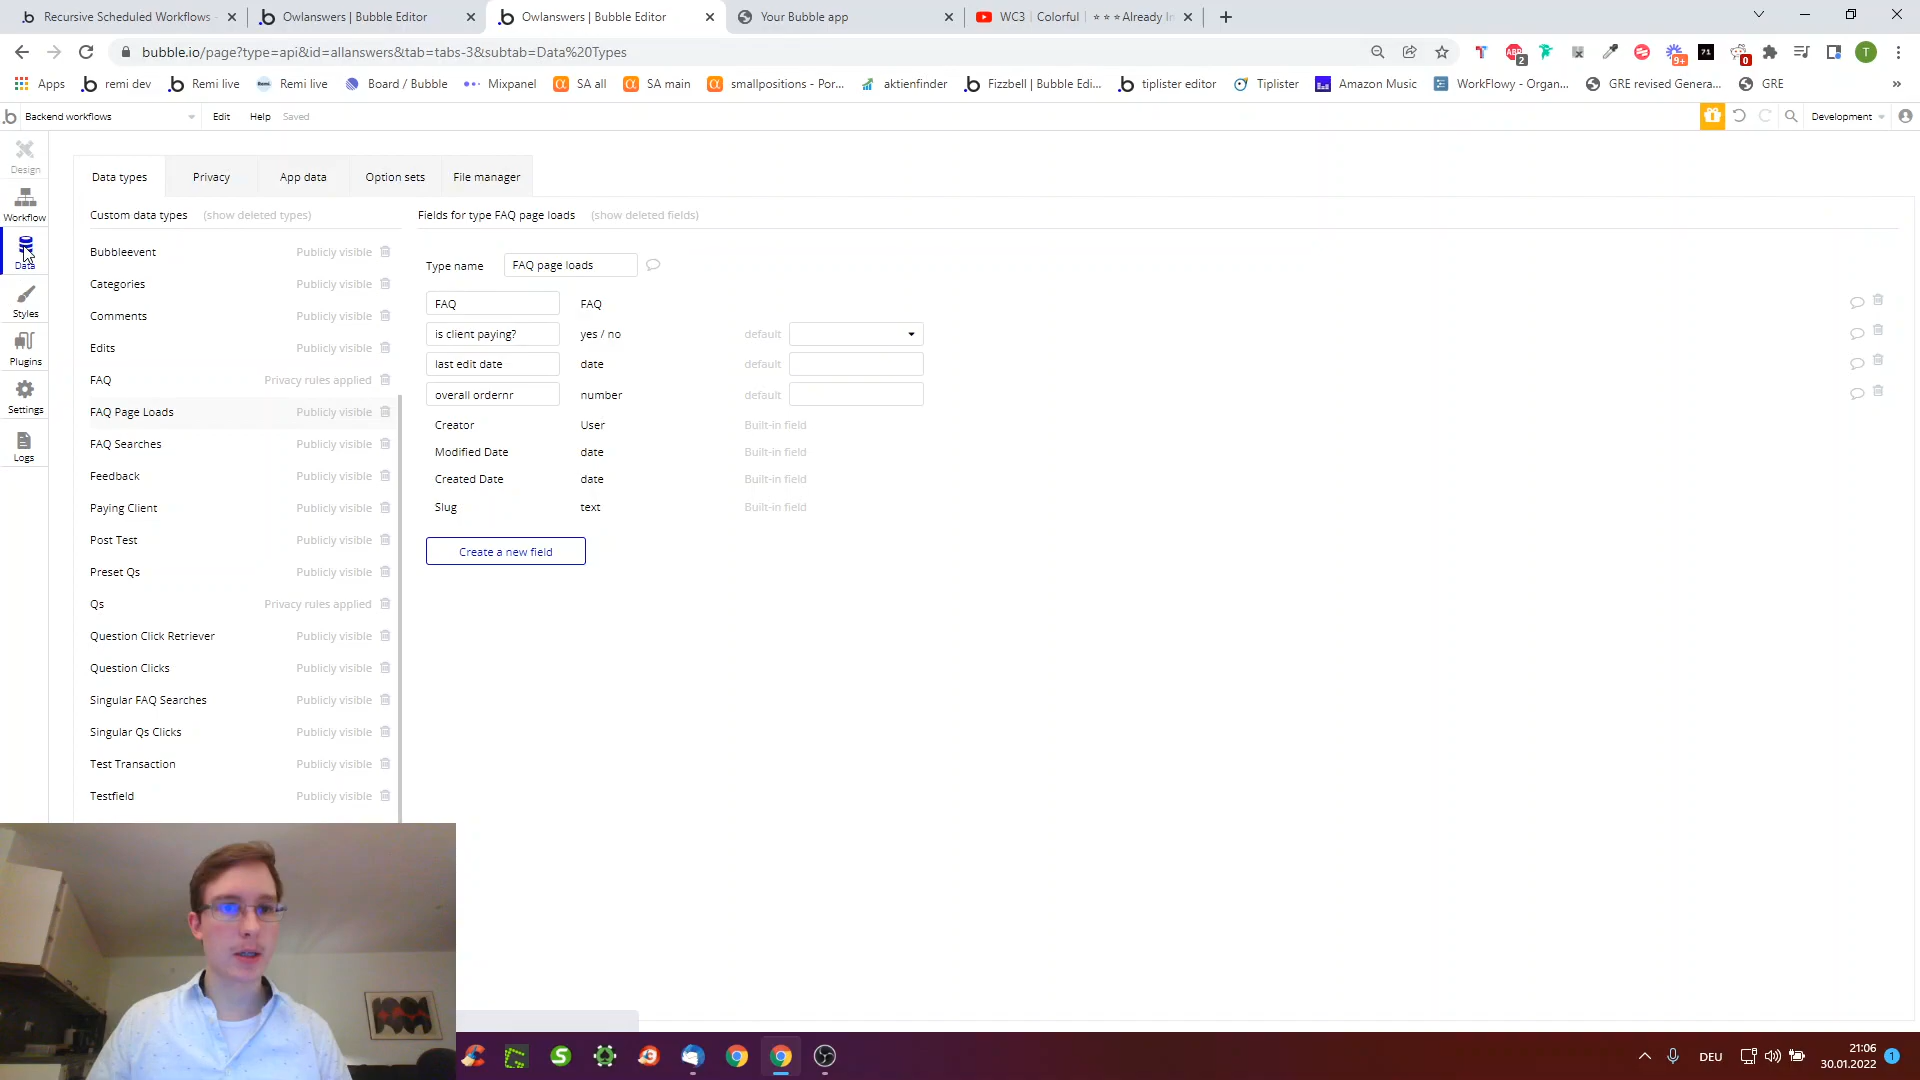 Recursive Scheduled Workflows
Owlanswers | Bubble Editor
Owlanswers | Bubble Editor
Your Bubble app
WC3 | Colorful | ⋆⋆⋆Already I
bubble.io/page?type=api&id=allanswers&tab=tabs-3&subtab=Data%20Types
2
9+
71
0
T
Apps
remi dev
Remi live
Remi live
Board / Bubble
Mixpanel
SA all
SA main
smallpositions - Por...
aktienfinder
Fizzbell | Bubble Edi...
tiplister editor
Tiplister
Amazon Music
WorkFlowy - Organ...
GRE revised Genera...
GRE
»
Backend workflows
Edit
Help
Saved
Development
Design
Workflow
Data
Styles
Plugins
Settings
Logs
Data types
Privacy
App data
Option sets
File manager
Custom data types (show deleted types)
Bubbleevent Publicly visible
Categories Publicly visible
Comments Publicly visible
Edits Publicly visible
FAQ Privacy rules applied
FAQ Page Loads Publicly visible
FAQ Searches Publicly visible
Feedback Publicly visible
Paying Client Publicly visible
Post Test Publicly visible
Preset Qs Publicly visible
Qs Privacy rules applied
Question Click Retriever Publicly visible
Question Clicks Publicly visible
Singular FAQ Searches Publicly visible
Singular Qs Clicks Publicly visible
Test Transaction Publicly visible
Testfield Publicly visible
Fields for type FAQ page loads (show deleted fields)
Type name FAQ page loads
FAQ FAQ
is client paying? yes / no default
last edit date date default
overall ordernr number default
Creator User Built-in field
Modified Date date Built-in field
Created Date date Built-in field
Slug text Built-in field
Create a new field
DEU
21:06
30.01.2022
1